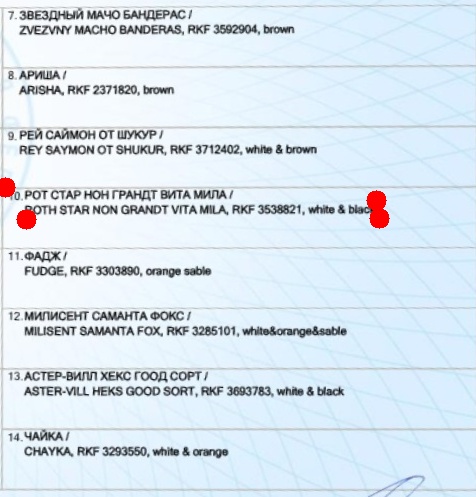 7. ЗВЕЗДНЫЙ МАЧО БАНДЕРАС /
ZVEZVNY MACHO BANDERAS, RKF 3592904, brown
8. АРИША /
ARISHA, RKF 2371820, brown
9. РЕЙ САЙМОН ОТ ШУКУР /
REY SAYMON OT SHUKUR, RKF 3712402, white & brown
10. РОТ СТАР НОН ГРАНДТ ВИТА МИЛА /
ROTH STAR NON GRANDT VITA MILA, RKF 3538821, white & black
11. ФАДЖ /
FUDGE, RKF 3303890, orange sable
12. МИЛИСЕНТ САМАНТА ФОКС /
MILISENT SAMANTA FOX, RKF 3285101, white&orange&sable
13. АСТЕР-ВИЛЛ ХЕКС ГООД СОРТ /
ASTER-VILL HEKS GOOD SORT, RKF 3693783, white & black
14. ЧАЙКА /
CHAYKA, RKF 3293550, white & orange